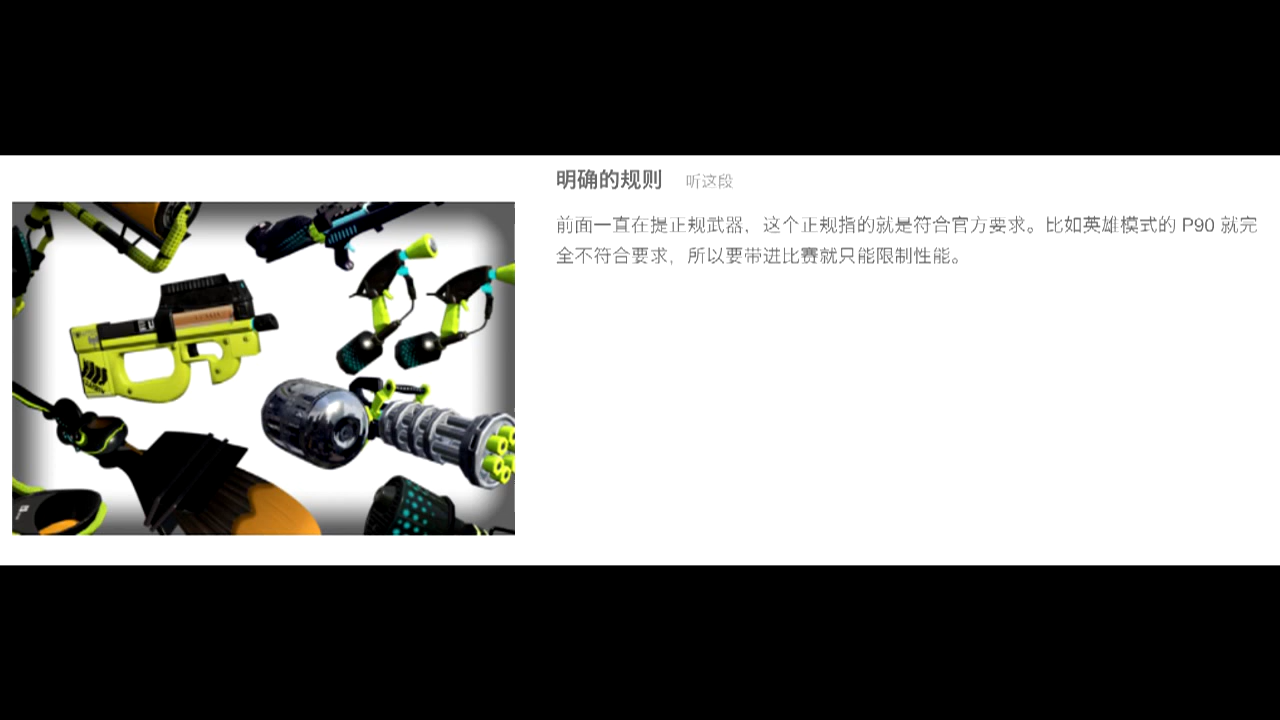 明确的规则 听这段
前面一直在提正规武器，这个正规指的就是符合官方要求。比如英雄模式的 P90 就完
全不符合要求，所以要带进比赛就只能限制性能。